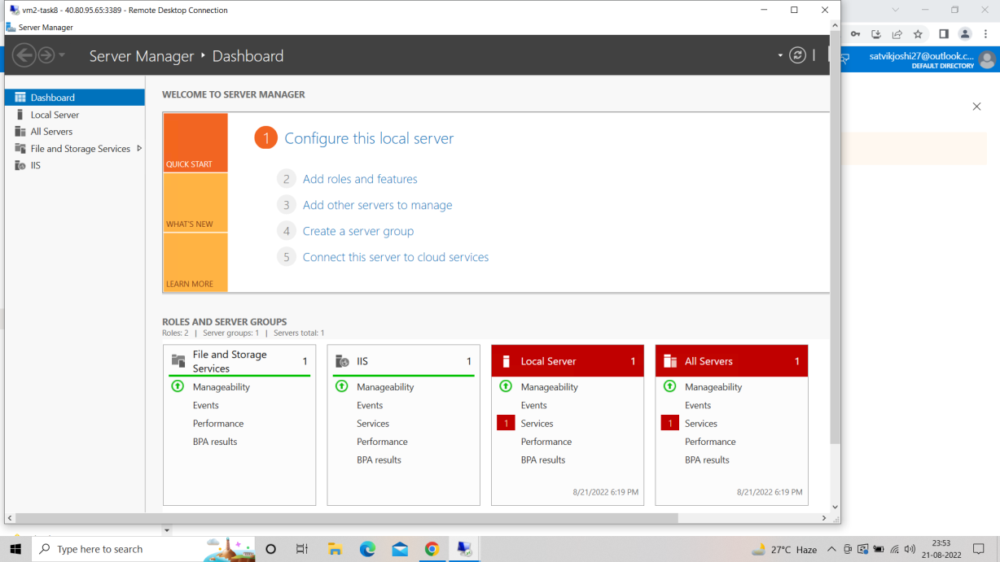 vm2-task8 - 40.80.95.65:3389 - Remote Desktop Connection
Server Manager
Server Manager Dashboard
satvikjoshi27@outlook.c...
DEFAULT DIRECTORY
Dashboard
Local Server
All Servers
File and Storage Services
IIS
WELCOME TO SERVER MANAGER
QUICK START
WHAT'S NEW
LEARN MORE
1 Configure this local server
2 Add roles and features
3 Add other servers to manage
4 Create a server group
5 Connect this server to cloud services
ROLES AND SERVER GROUPS
Roles: 2 | Server groups: 1 | Servers total: 1
File and Storage Services 1
Manageability
Events
Performance
BPA results
IIS 1
Manageability
Events
Services
Performance
BPA results
Local Server 1
Manageability
Events
1 Services
Performance
BPA results
8/21/2022 6:19 PM
All Servers 1
Manageability
Events
1 Services
Performance
BPA results
8/21/2022 6:19 PM
Type here to search
27°C Haze
23:53
21-08-2022